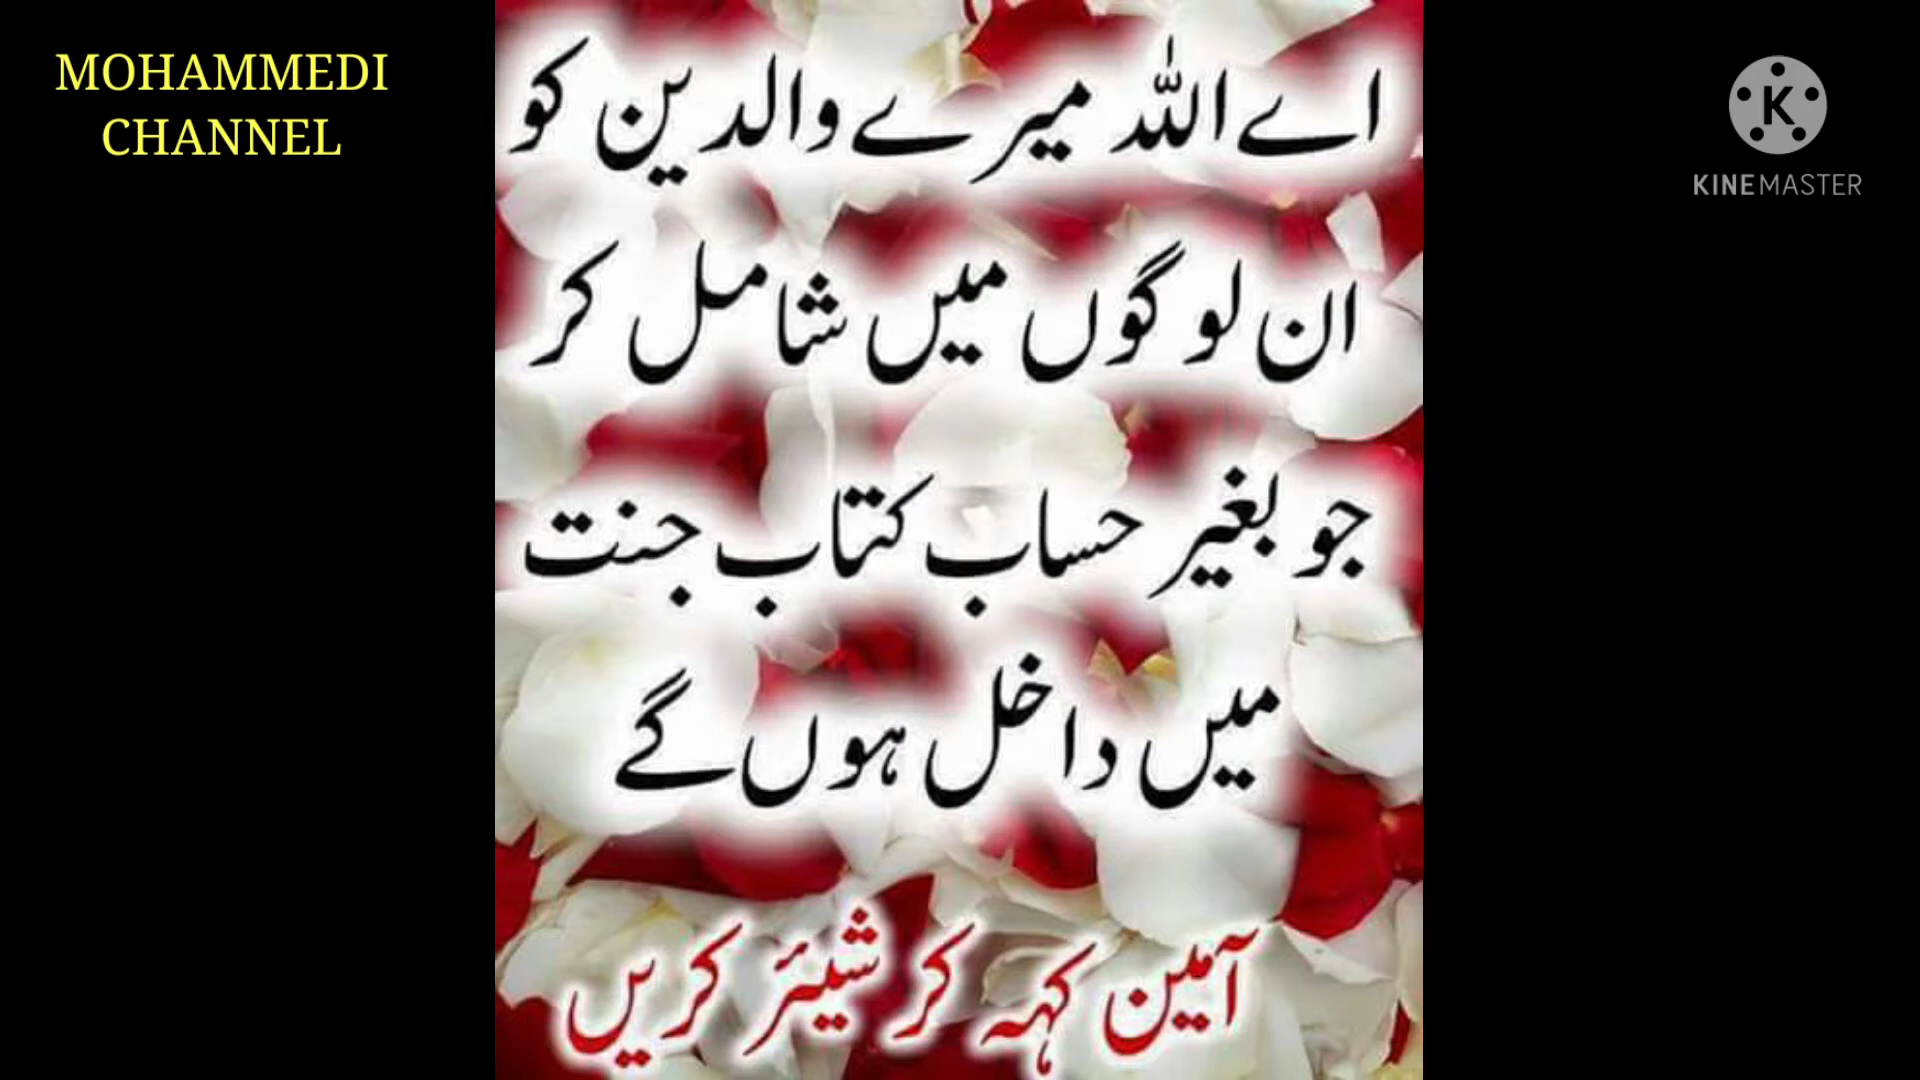 MOHAMMEDI
CHANNEL
اے اللہ میرے والدین کو
ان لوگوں میں شامل کر
جو بغیر حساب کتاب جنت
میں داخل ہوں گے
آمین کہہ کر شیئر کریں
K
KINEMASTER